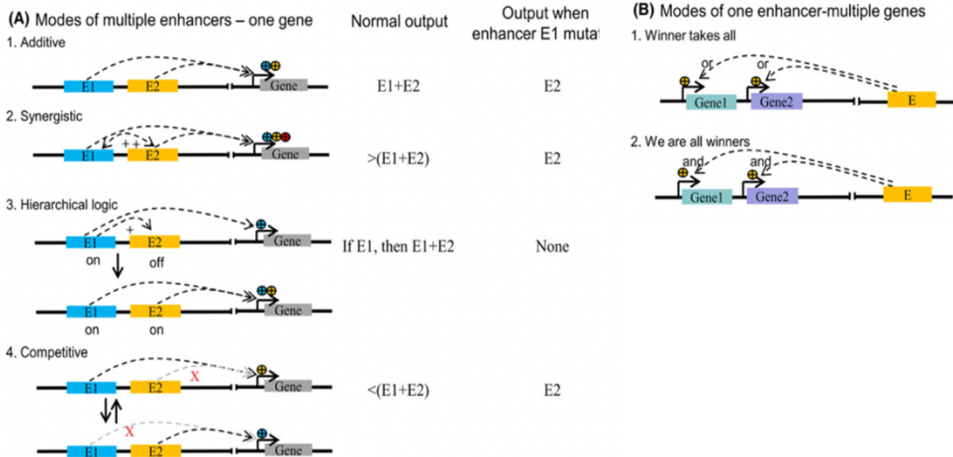 (A) Modes of multiple enhancers – one gene
Normal output
Output when
enhancer E1 muta
1. Additive
E1
E2
Gene
E1+E2
E2
2. Synergistic
++
E1
E2
Gene
>(E1+E2)
E2
3. Hierarchical logic
+
E1
E2
Gene
on
off
If E1, then E1+E2
None
E1
E2
Gene
on
on
4. Competitive
X
E1
E2
Gene
<(E1+E2)
E2
X
E1
E2
Gene
(B) Modes of one enhancer-multiple genes
1. Winner takes all
or
or
Gene1
Gene2
E
2. We are all winners
and
and
Gene1
Gene2
E